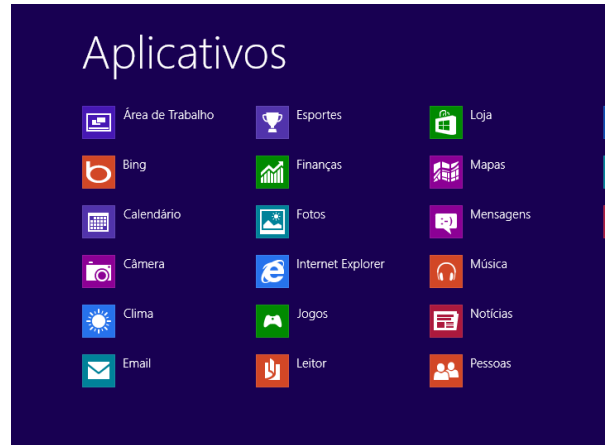 Aplicativos
Área de Trabalho
Bing
Calendário
Câmera
Clima
Email
Esportes
Finanças
Fotos
Internet Explorer
Jogos
Leitor
Loja
Mapas
Mensagens
Música
Notícias
Pessoas